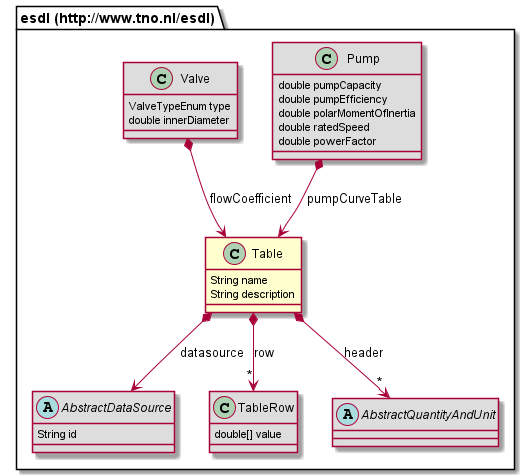 esdl (http://www.tno.nl/esdl)
C Valve
ValveTypeEnum type
double innerDiameter
C Pump
double pumpCapacity
double pumpEfficiency
double polarMomentOfInertia
double ratedSpeed
double powerFactor
flowCoefficient
pumpCurveTable
C Table
String name
String description
datasource
row
header
*
*
A AbstractDataSource
String id
C TableRow
double[] value
A AbstractQuantityAndUnit